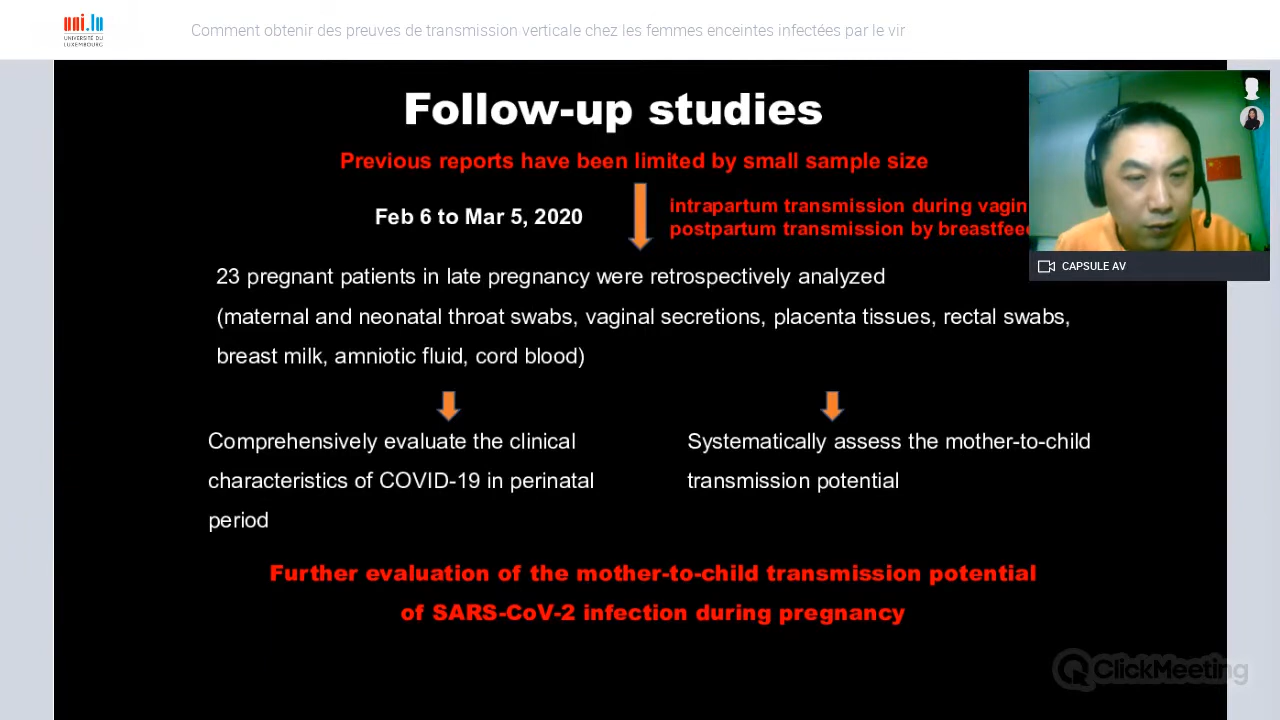 uni.lu
UNIVERSITÉ DU
LUXEMBOURG
Comment obtenir des preuves de transmission verticale chez les femmes enceintes infectées par le vir
Follow-up studies
Previous reports have been limited by small sample size
Feb 6 to Mar 5, 2020
intrapartum transmission during vagin
postpartum transmission by breastfeed
CAPSULE AV
23 pregnant patients in late pregnancy were retrospectively analyzed
(maternal and neonatal throat swabs, vaginal secretions, placenta tissues, rectal swabs,
breast milk, amniotic fluid, cord blood)
Comprehensively evaluate the clinical
characteristics of COVID-19 in perinatal
period
Systematically assess the mother-to-child
transmission potential
Further evaluation of the mother-to-child transmission potential
of SARS-CoV-2 infection during pregnancy
ClickMeeting